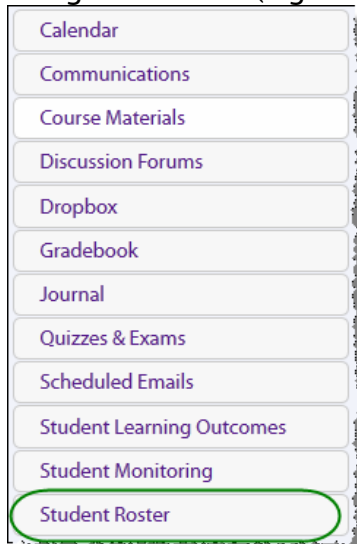 Calendar
Communications
Course Materials
Discussion Forums
Dropbox
Gradebook
Journal
Quizzes & Exams
Scheduled Emails
Student Learning Outcomes
Student Monitoring
Student Roster